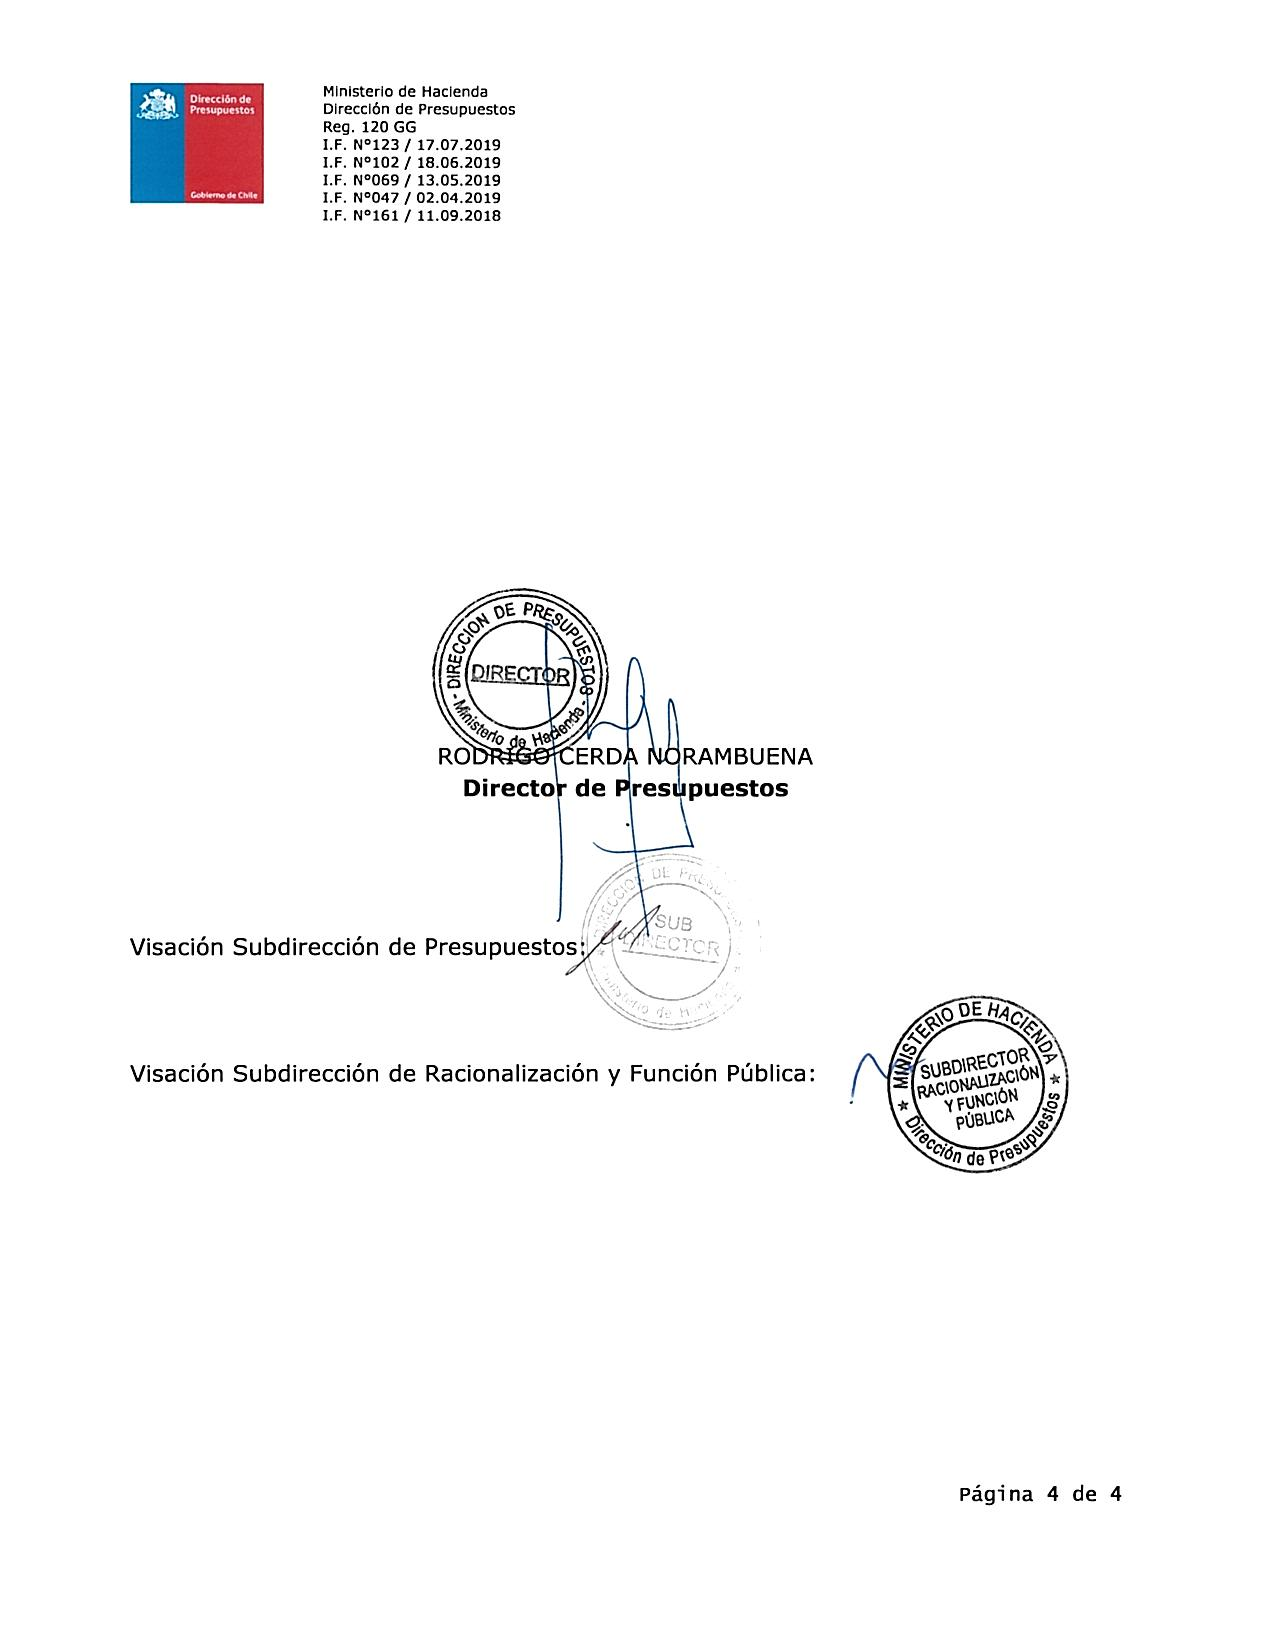 Dirección de
Presupuestos
Gobierno de Chile
Ministerio de Hacienda
Dirección de Presupuestos
Reg. 120 GG
I.F. N°123 / 17.07.2019
I.F. N°102 / 18.06.2019
I.F. N°069 / 13.05.2019
I.F. N°047 / 02.04.2019
I.F. N°161 / 11.09.2018
- DIRECCION DE PRESUPUESTOS -
DIRECTOR
Ministerio de Hacienda
RODRIGO CERDA NORAMBUENA
Director de Presupuestos
DIRECCION DE
SUB
DIRECTOR
Visación Subdirección de Presupuestos:
MINISTERIO DE HACIENDA
SUBDIRECTOR
RACIONALIZACIÓN
Y FUNCIÓN
PÚBLICA
Dirección de Presupuestos
Visación Subdirección de Racionalización y Función Pública:
Página 4 de 4